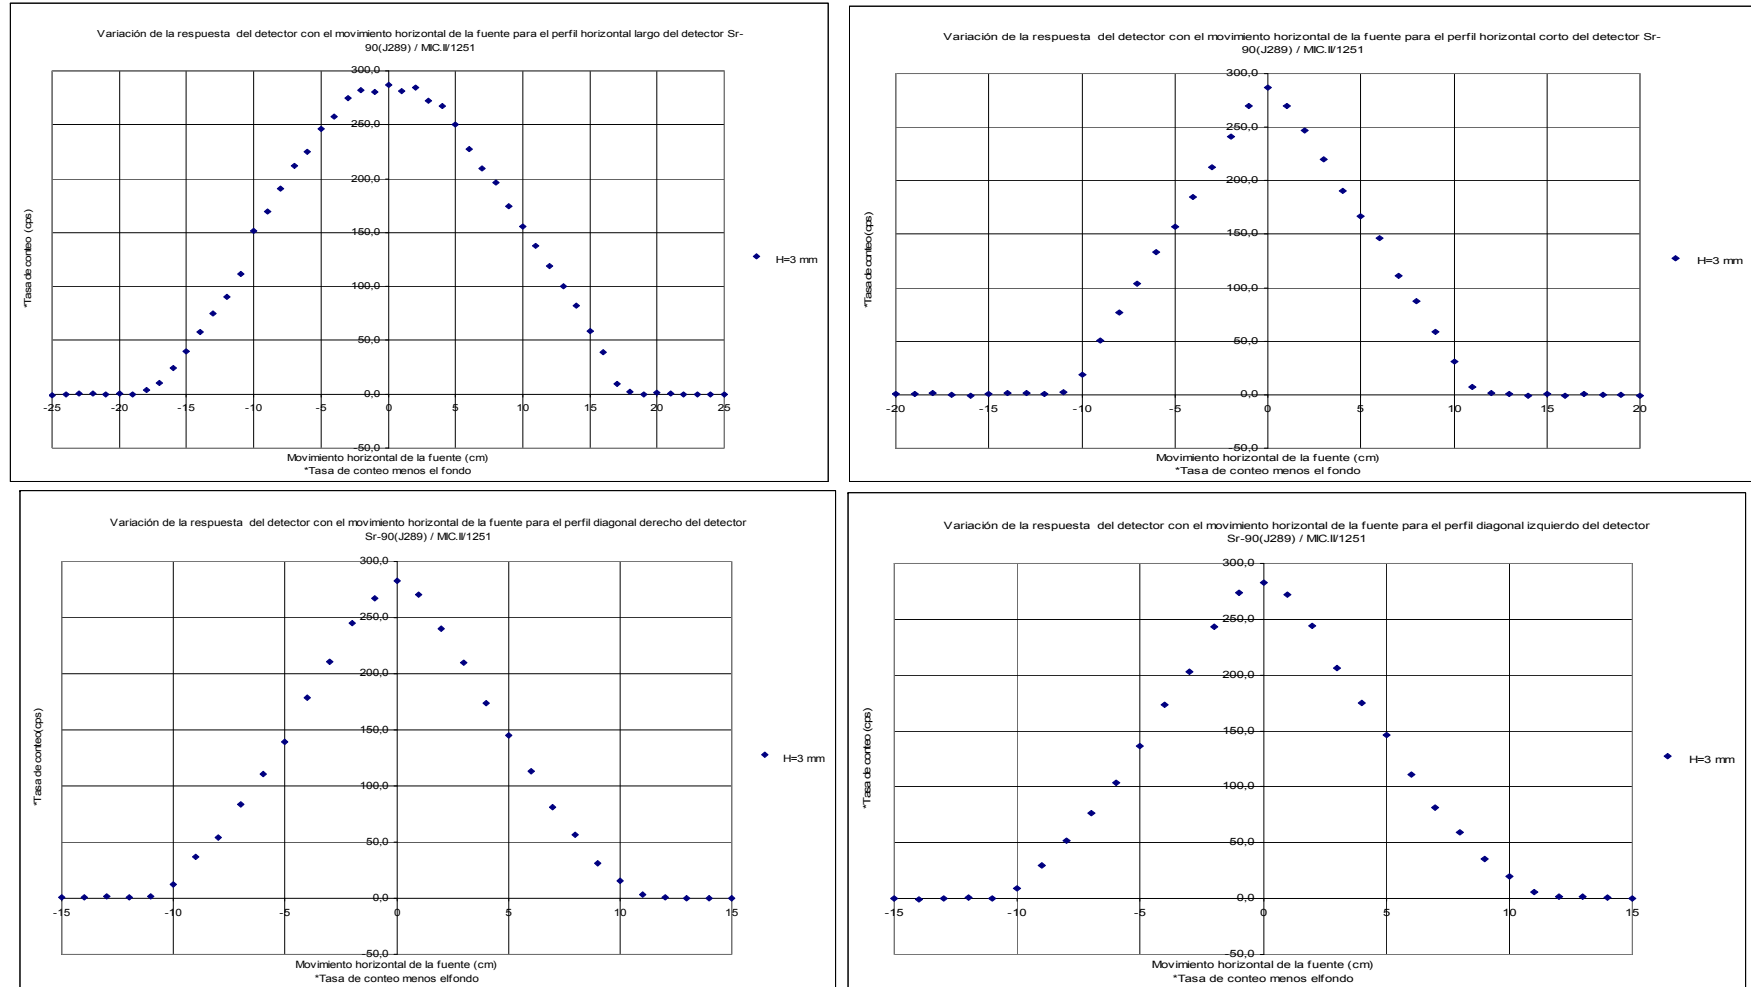 Variación de la respuesta del detector con el movimiento horizontal de la fuente para el perfil horizontal largo del detector Sr-
90(J289) / MIC.II/1251
300,0
250,0
200,0
150,0
100,0
50,0
0,0
-50,0
-25 -20 -15 -10 -5 0 5 10 15 20 25
*Tasa de conteo (cps)
H=3 mm
Movimiento horizontal de la fuente (cm)
*Tasa de conteo menos el fondo
Variación de la respuesta del detector con el movimiento horizontal de la fuente para el perfil horizontal corto del detector Sr-
90(J289) / MIC.II/1251
300,0
250,0
200,0
150,0
100,0
50,0
0,0
-50,0
-20 -15 -10 -5 0 5 10 15 20
*Tasa de conteo(cps)
H=3 mm
Movimiento horizontal de la fuente (cm)
*Tasa de conteo menos el fondo
Variación de la respuesta del detector con el movimiento horizontal de la fuente para el perfil diagonal derecho del detector
Sr-90(J289) / MIC.II/1251
300,0
250,0
200,0
150,0
100,0
50,0
0,0
-50,0
-15 -10 -5 0 5 10 15
*Tasa de conteo(cps)
H=3 mm
Movimiento horizontal de la fuente (cm)
*Tasa de conteo menos elfondo
Variación de la respuesta del detector con el movimiento horizontal de la fuente para el perfil diagonal izquierdo del detector
Sr-90(J289) / MIC.II/1251
300,0
250,0
200,0
150,0
100,0
50,0
0,0
-50,0
-15 -10 -5 0 5 10 15
*Tasa de conteo (cps)
H=3 mm
Movimiento horizontal de la fuente (cm)
*Tasa de conteo menos elfondo